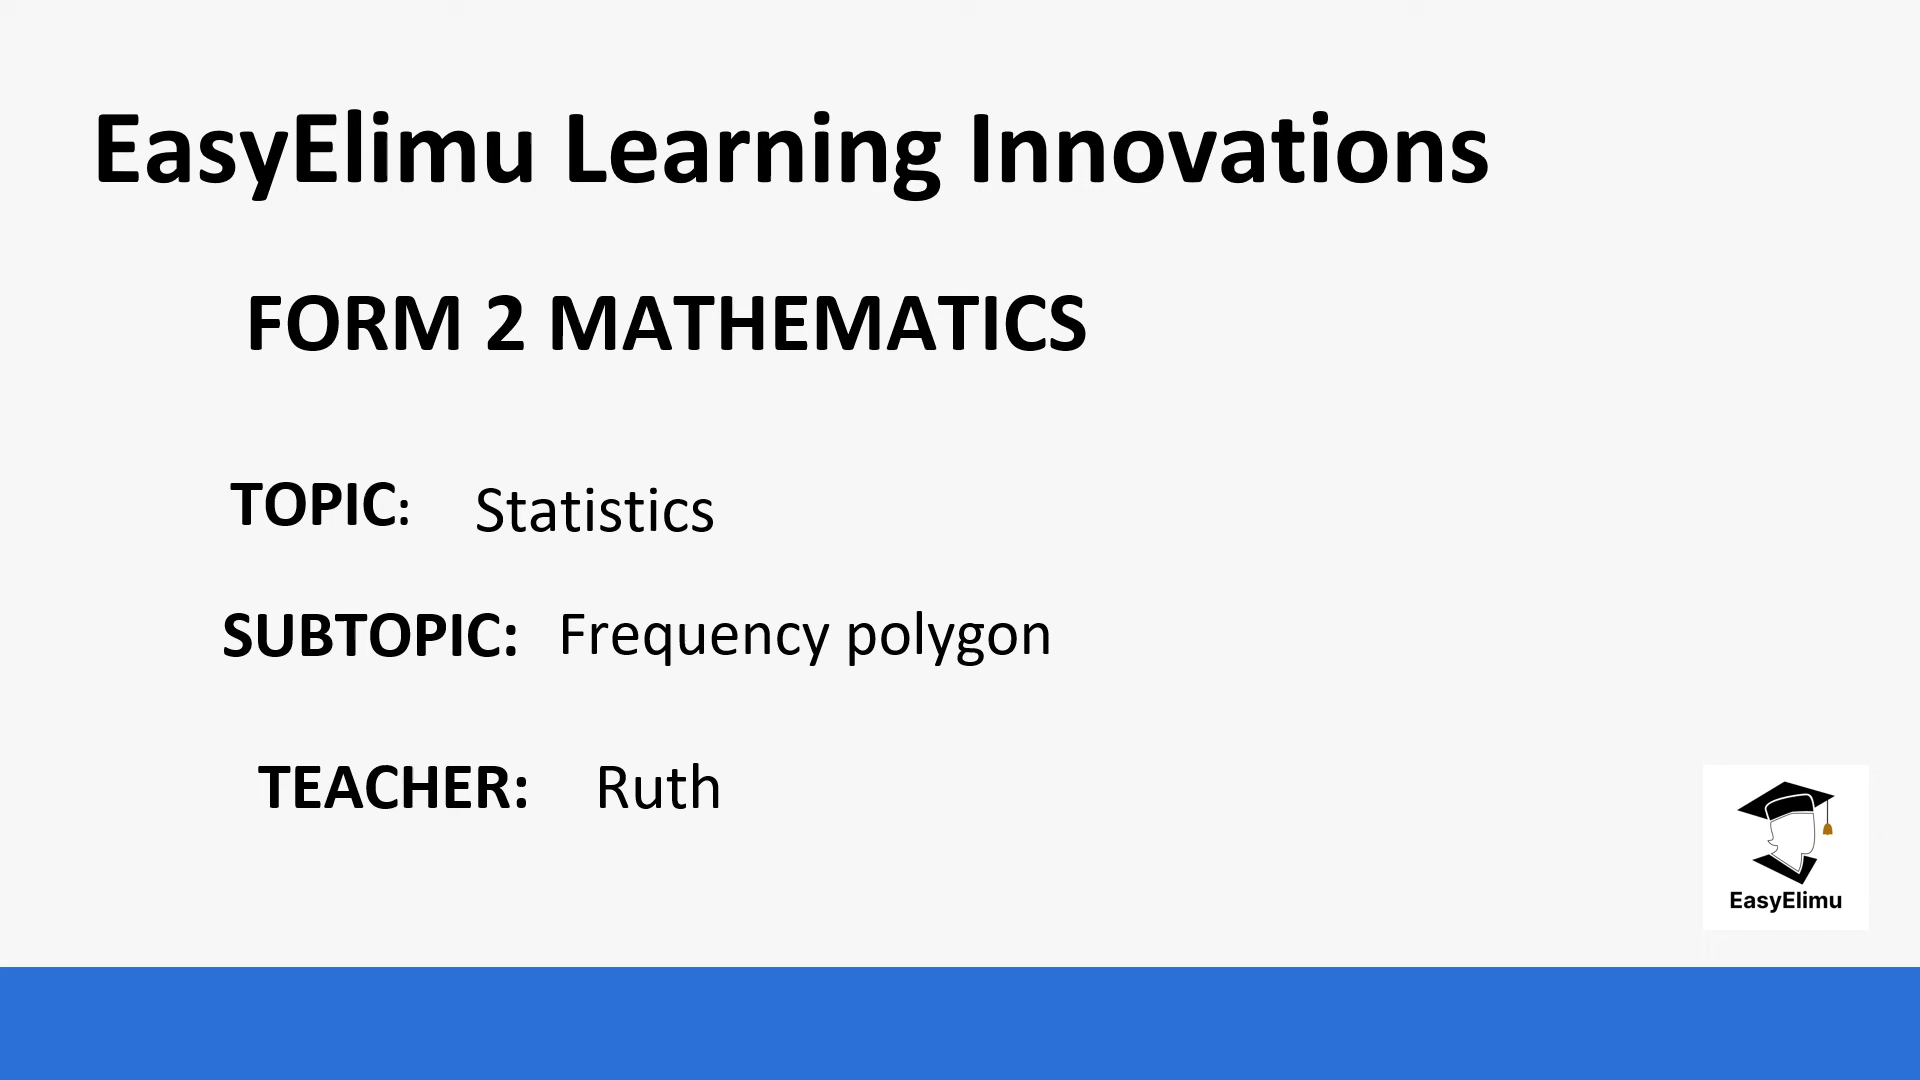 EasyElimu Learning Innovations
FORM 2 MATHEMATICS
TOPIC: Statistics
SUBTOPIC: Frequency polygon
TEACHER: Ruth
EasyElimu